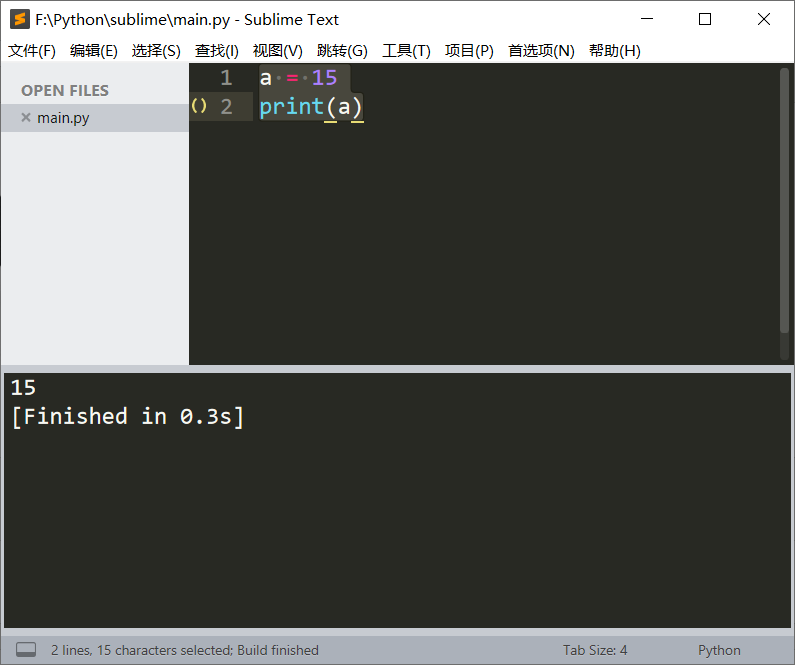 F:\Python\sublime\main.py - Sublime Text
文件(F) 编辑(E) 选择(S) 查找(I) 视图(V) 跳转(G) 工具(T) 项目(P) 首选项(N) 帮助(H)
OPEN FILES
× main.py
1 a = 15
() 2 print(a)
15
[Finished in 0.3s]
2 lines, 15 characters selected; Build finished Tab Size: 4 Python